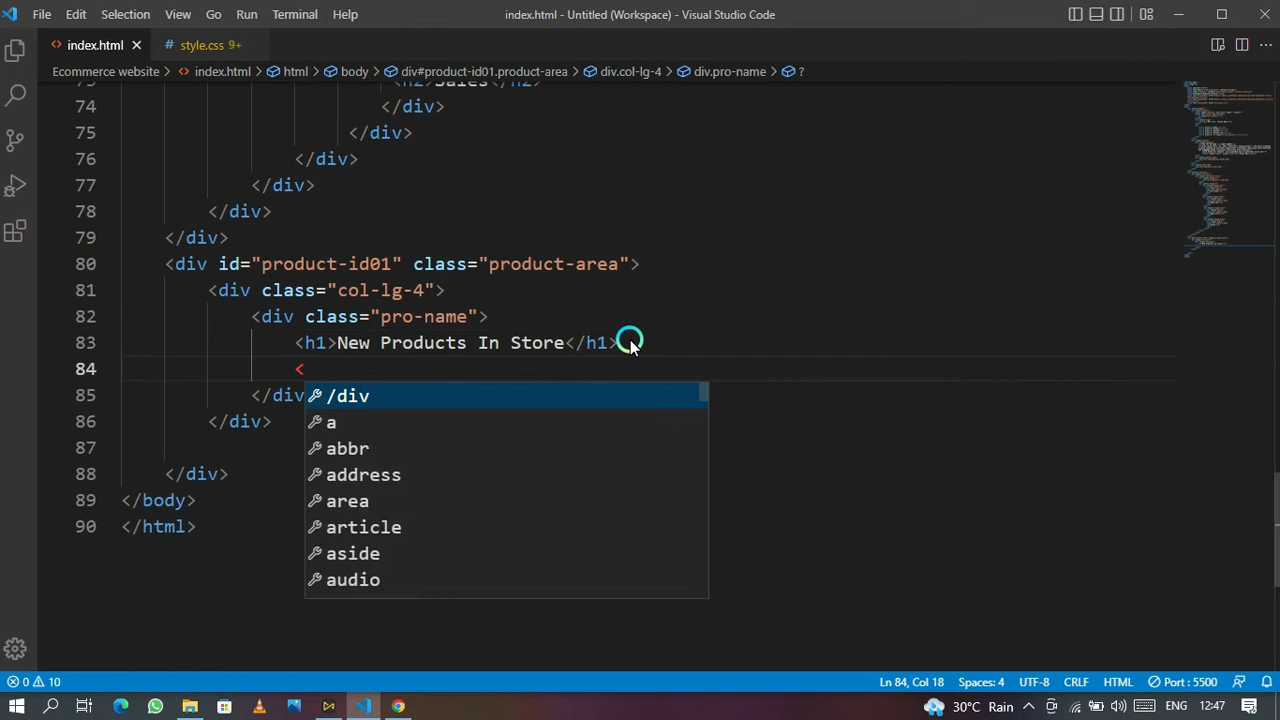 File Edit Selection View Go Run Terminal Help index.html - Untitled (Workspace) - Visual Studio Code
index.html style.css 9+
Ecommerce website > index.html > html > body > div#product-id01.product-area > div.col-lg-4 > div.pro-name > ?
73 <h2>Sales</h2>
74 </div>
75 </div>
76 </div>
77 </div>
78 </div>
79 </div>
80 <div id="product-id01" class="product-area">
81 <div class="col-lg-4">
82 <div class="pro-name">
83 <h1>New Products In Store</h1>
84 <
85 </div
/div
a
86 </div>
87
abbr
88 </div>
address
89 </body>
area
90 </html>
article
aside
audio
0 10 Ln 84, Col 18 Spaces: 4 UTF-8 CRLF HTML Port : 5500
30°C Rain ENG 12:47